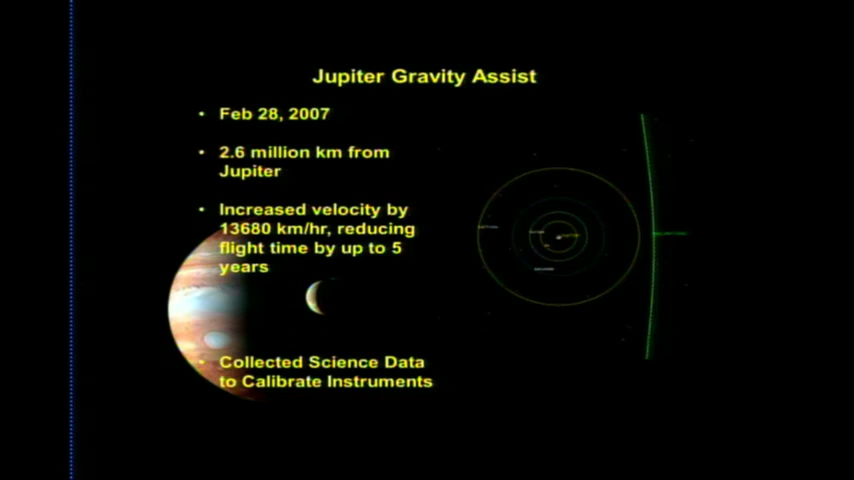 Jupiter Gravity Assist
• Feb 28, 2007
• 2.6 million km from
Jupiter
• Increased velocity by
13680 km/hr, reducing
flight time by up to 5
years
• Collected Science Data
to Calibrate Instruments